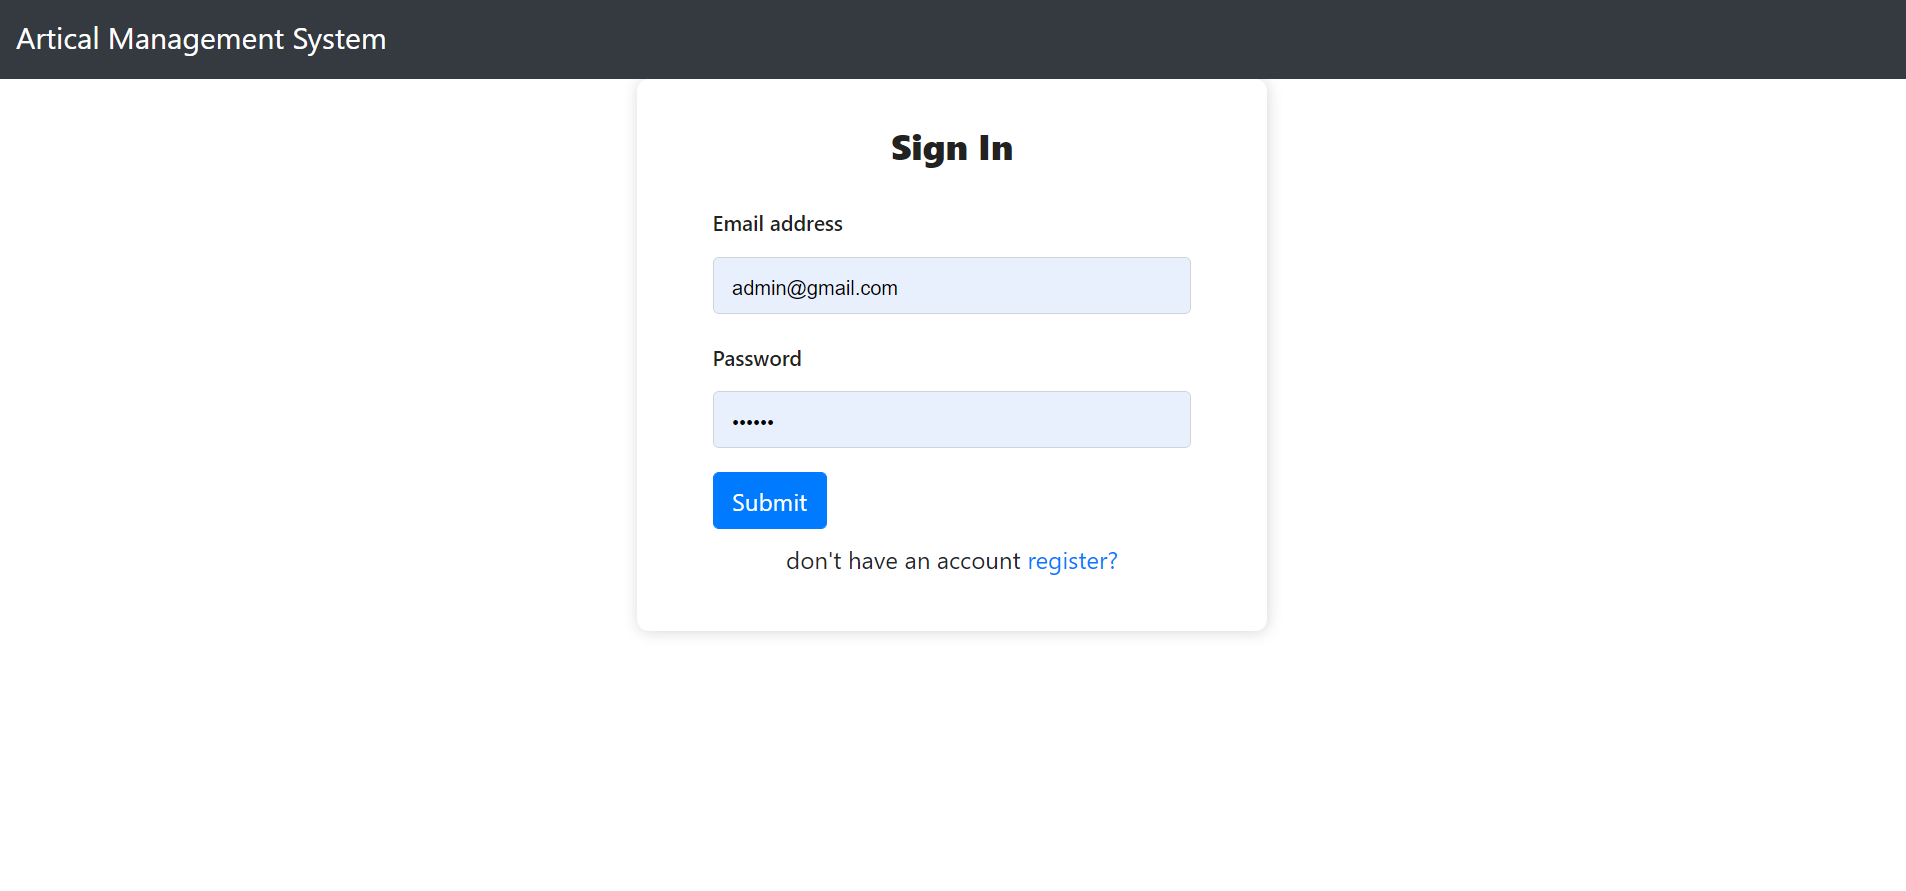 Artical Management System
Sign In
Email address
admin@gmail.com
Password
••••••
Submit
don't have an account register?